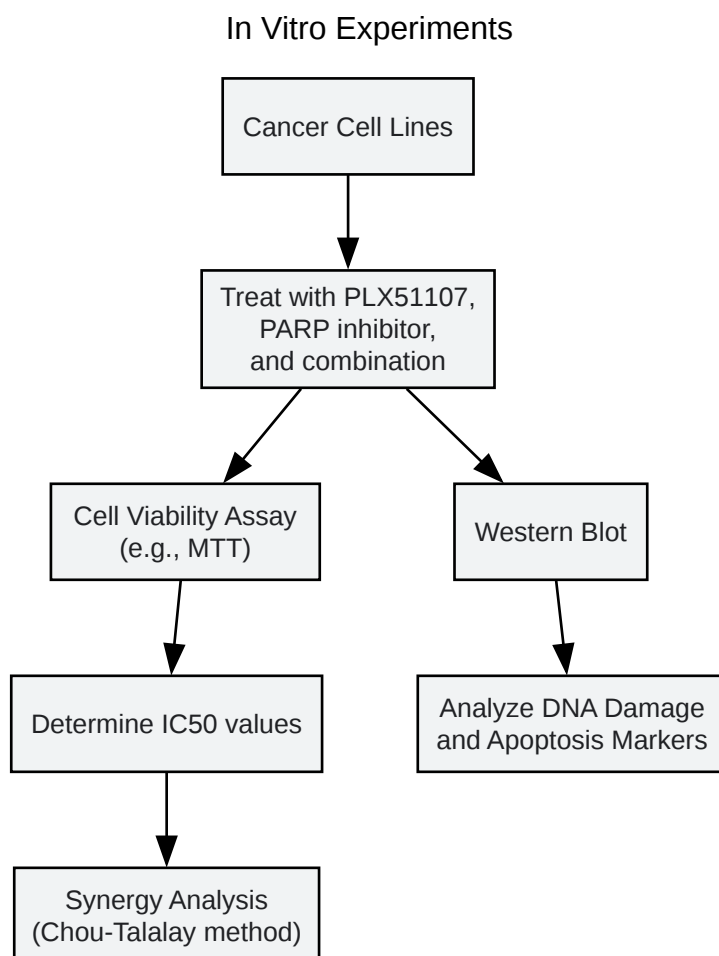 In Vitro Experiments
Cancer Cell Lines
Treat with PLX51107,
PARP inhibitor,
and combination
Cell Viability Assay
(e.g., MTT)
Western Blot
Determine IC50 values
Analyze DNA Damage
and Apoptosis Markers
Synergy Analysis
(Chou-Talalay method)